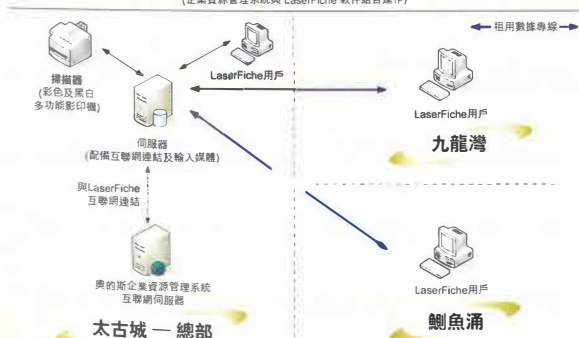 (企業資源管理系統與 LaserFiche 軟件結合運作)
租用數據專線
掃描器
(彩色及黑白
多功能影印機)
LaserFiche用戶
伺服器
(配備互聯網連結及輸入媒體)
與LaserFiche
互聯網連結
奧的斯企業資源管理系統
互聯網伺服器
太古城 — 總部
LaserFiche用戶
九龍灣
LaserFiche用戶
鰂魚涌